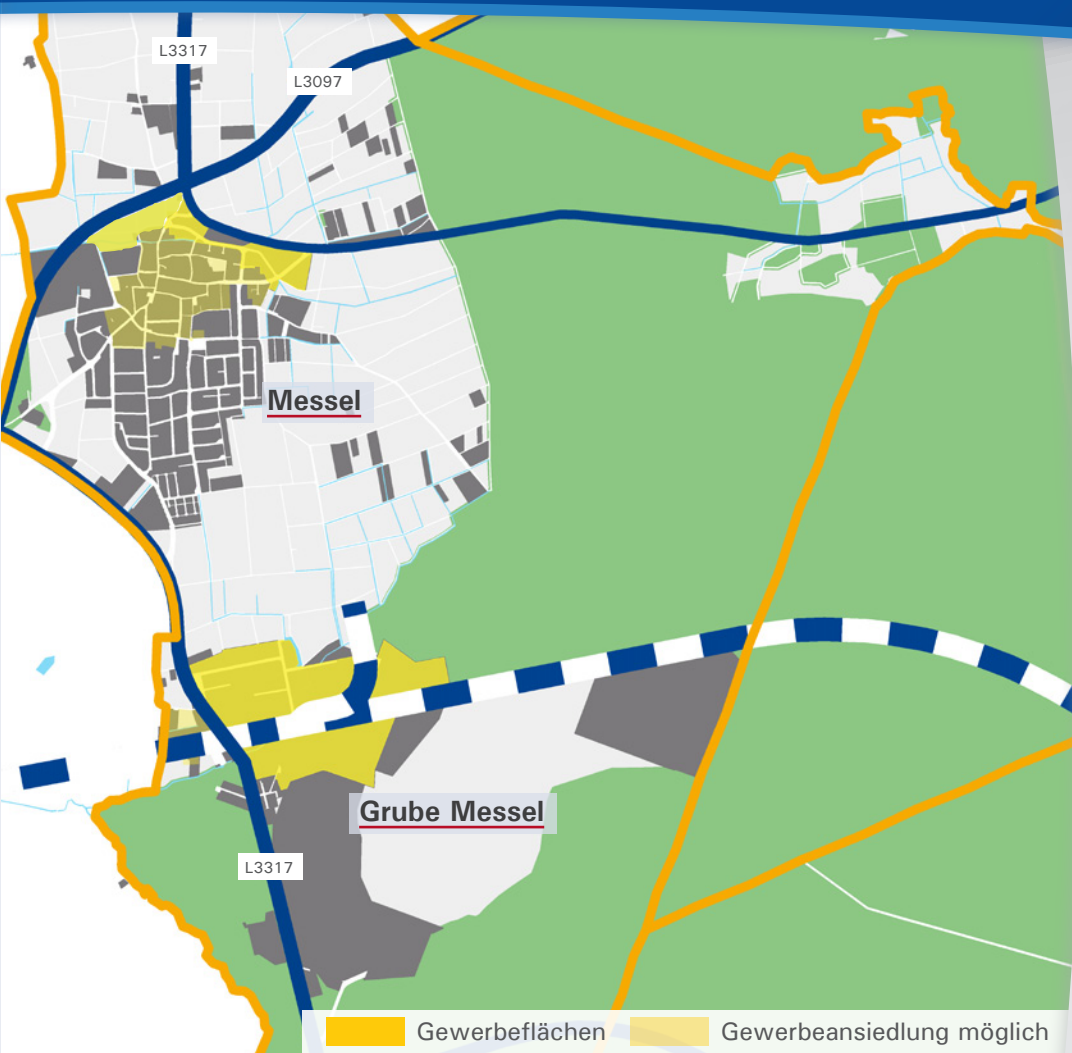 L3317
L3097
Messel
Grube Messel
L3317
Gewerbeflächen
Gewerbeansiedlung möglich